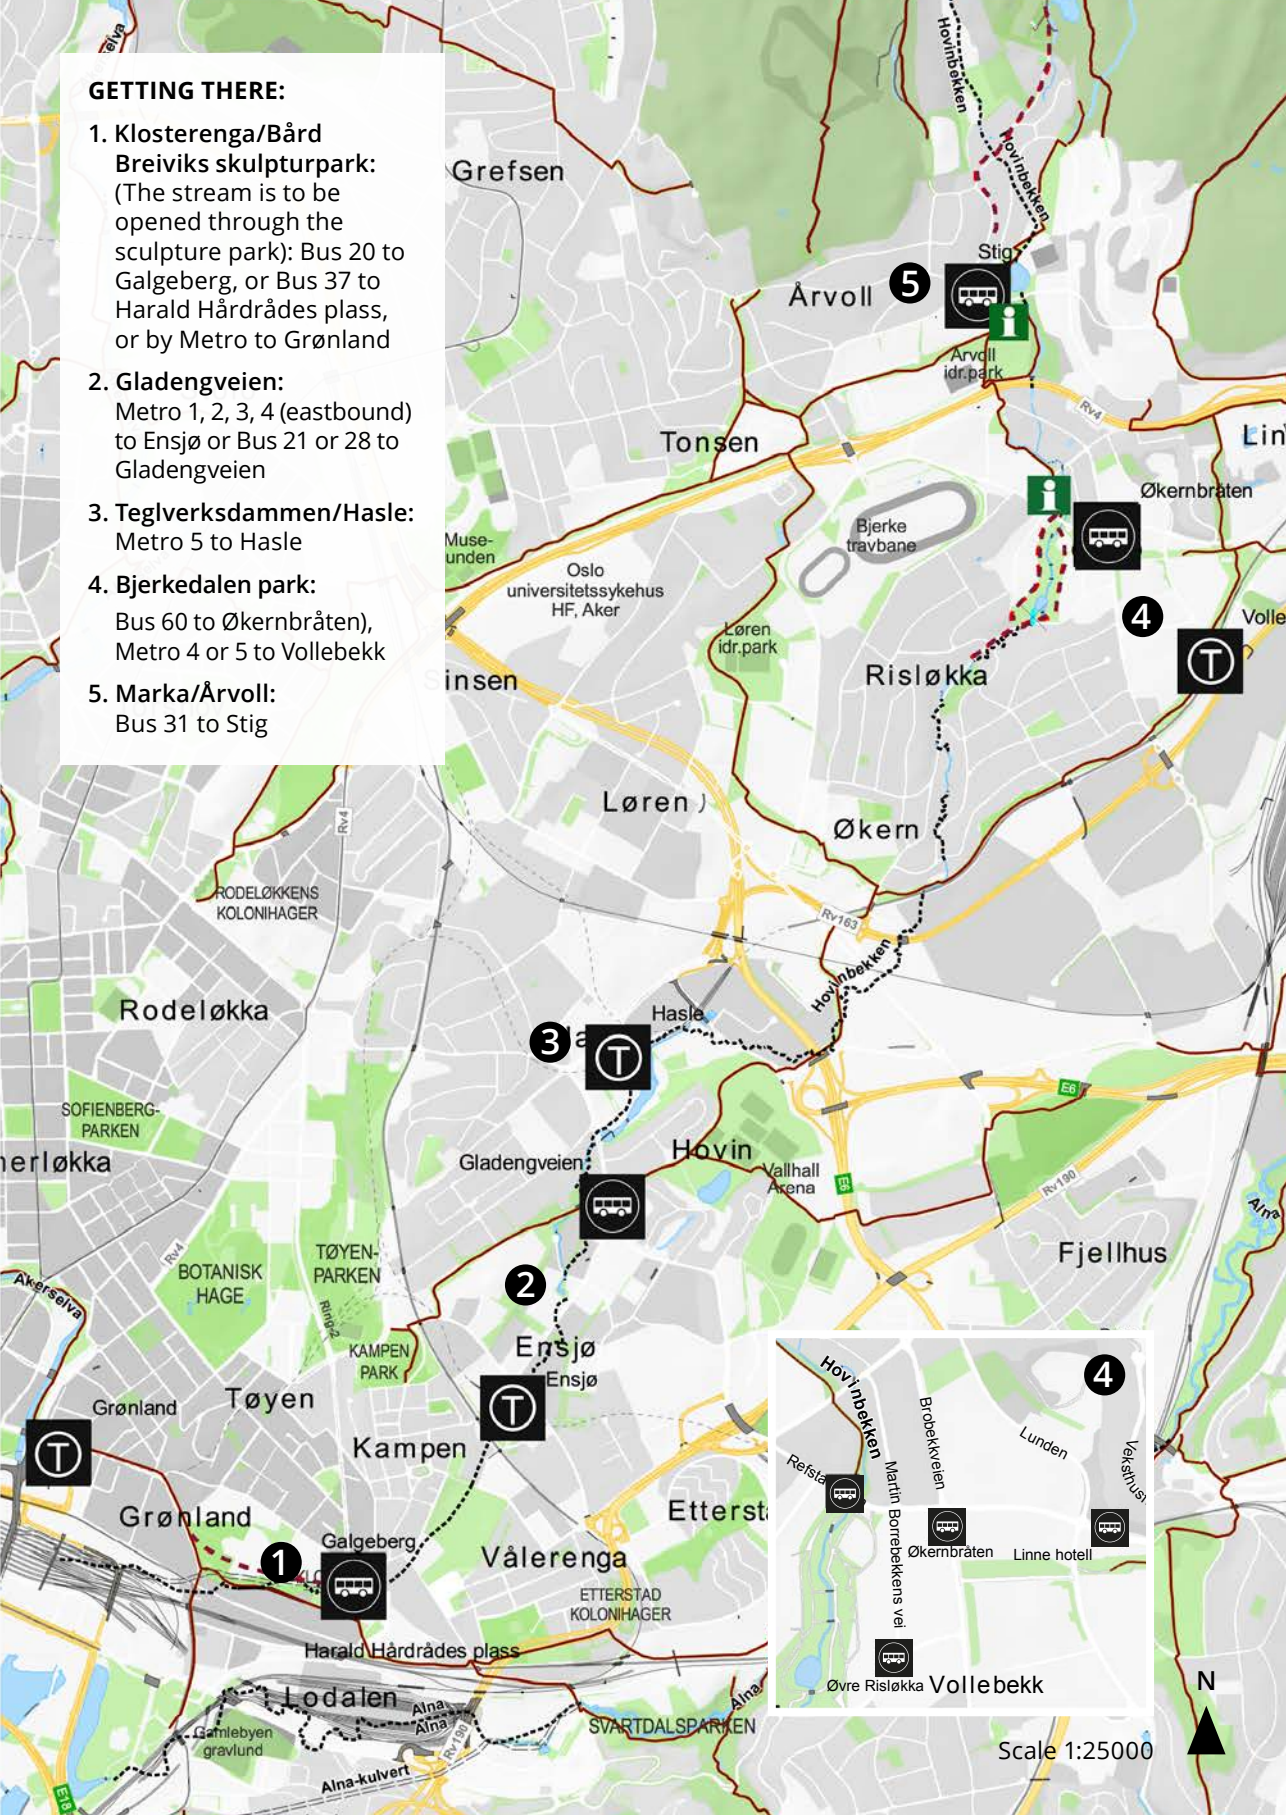 GETTING THERE:
1. Klosterenga/Bård
Breiviks skulpturpark:
(The stream is to be
opened through the
sculpture park): Bus 20 to
Galgeberg, or Bus 37 to
Harald Hårdrådes plass,
or by Metro to Grønland
2. Gladengveien:
Metro 1, 2, 3, 4 (eastbound)
to Ensjø or Bus 21 or 28 to
Gladengveien
3. Teglverksdammen/Hasle:
Metro 5 to Hasle
4. Bjerkedalen park:
Bus 60 to Økernbråten),
Metro 4 or 5 to Vollebekk
5. Marka/Årvoll:
Bus 31 to Stig
Hovinbekken
Hovinbekken
Grefsen
Stig
Årvoll
5
i
Årvoll
idr.park
Rv4
Tonsen
Lin
i
Økernbråten
Bjerke
travbane
Muse-
unden
Oslo
universitetssykehus
HF, Aker
4
Volle
T
Løren
idr.park
Risløkka
insen
Løren
Økern
Rv4
RODELØKKENS
KOLONIHAGER
Rv163
Hovinbekken
Rodeløkka
Hasle
3
T
E6
SOFIENBERG-
PARKEN
nerløkka
Hovin
Gladengveien
Vallhall
Arena
E6
Rv190
Alna
Fjellhus
Rv4
TØYEN-
PARKEN
BOTANISK
HAGE
Akerselva
Ring 2
2
KAMPEN
PARK
Ensjø
Ensjø
T
Tøyen
Grønland
T
Kampen
Grønland
Galgeberg
1
Våleren­ga
Etterst
ETTERSTAD
KOLONIHAGER
Harald Hårdrådes plass
Lodalen
Alna
Alna
Alna
Gamlebyen
gravlund
SVARTDALSPARKEN
Rv190
Alna-kulvert
E18
4
Hovinbekken
Brobekkveien
Lunden
Refsta
Martin Borrebekkens vei
Økernbråten
Linne hotell
Øvre Risløkka
Vollebekk
N
Scale 1:25000